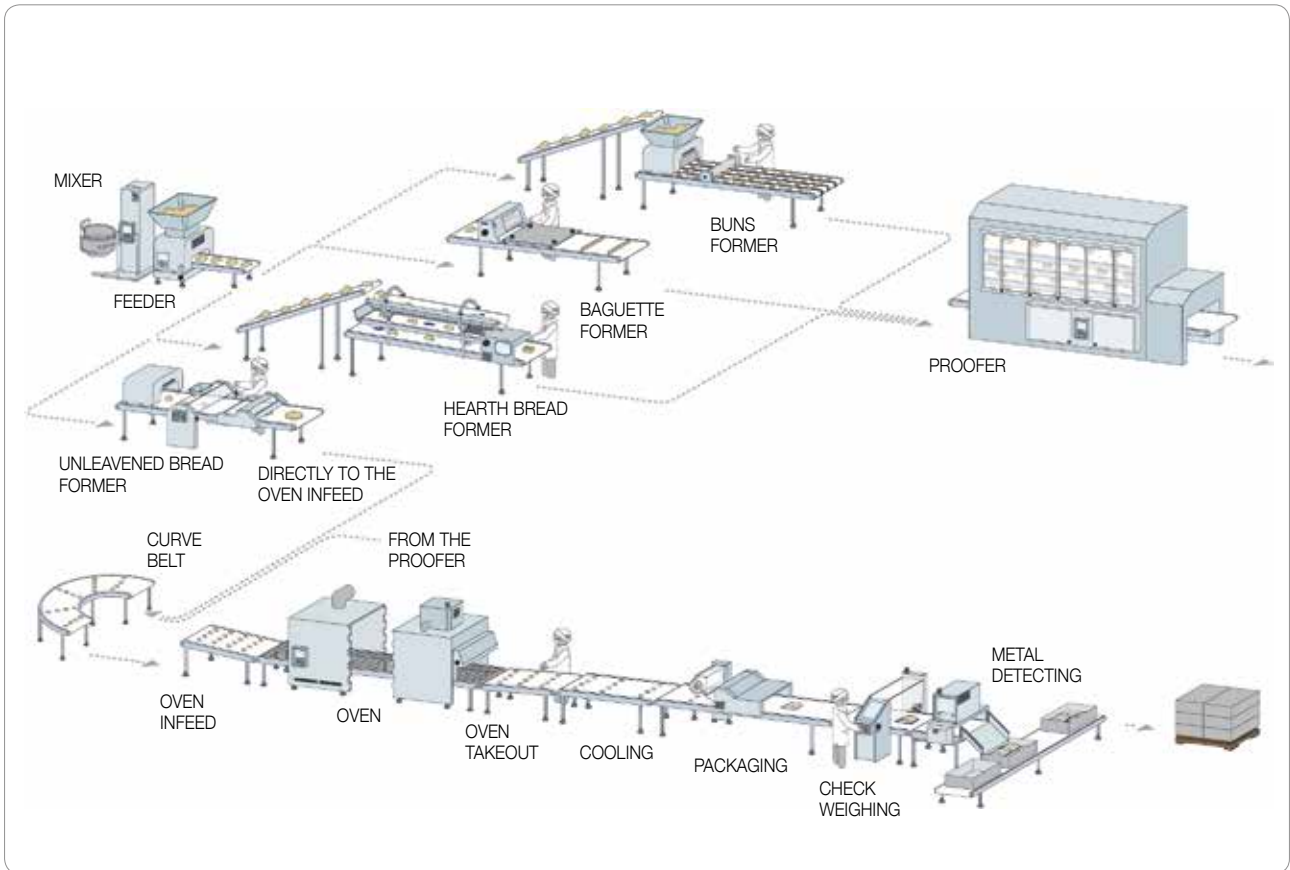 MIXER
FEEDER
BUNS
FORMER
BAGUETTE
FORMER
PROOFER
HEARTH BREAD
FORMER
UNLEAVENED BREAD
FORMER
DIRECTLY TO THE
OVEN INFEED
CURVE
BELT
FROM THE
PROOFER
OVEN
INFEED
OVEN
OVEN
TAKEOUT
COOLING
PACKAGING
CHECK
WEIGHING
METAL
DETECTING